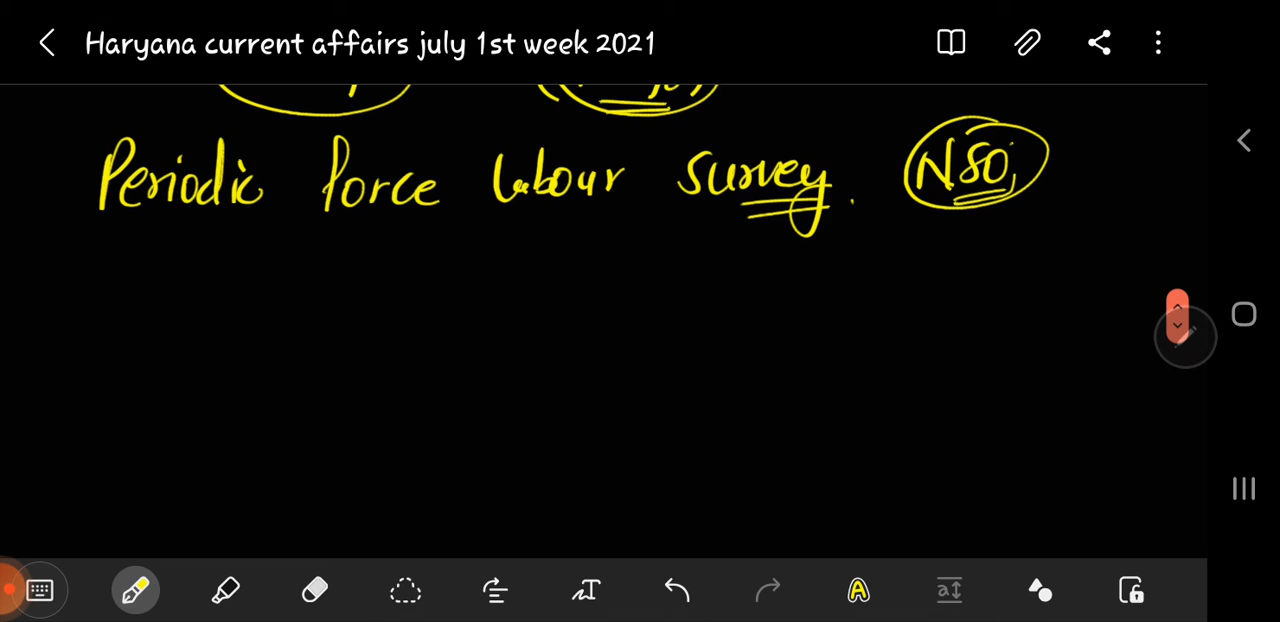 Haryana current affairs july 1st week 2021
Periodic force labour survey. NSO,